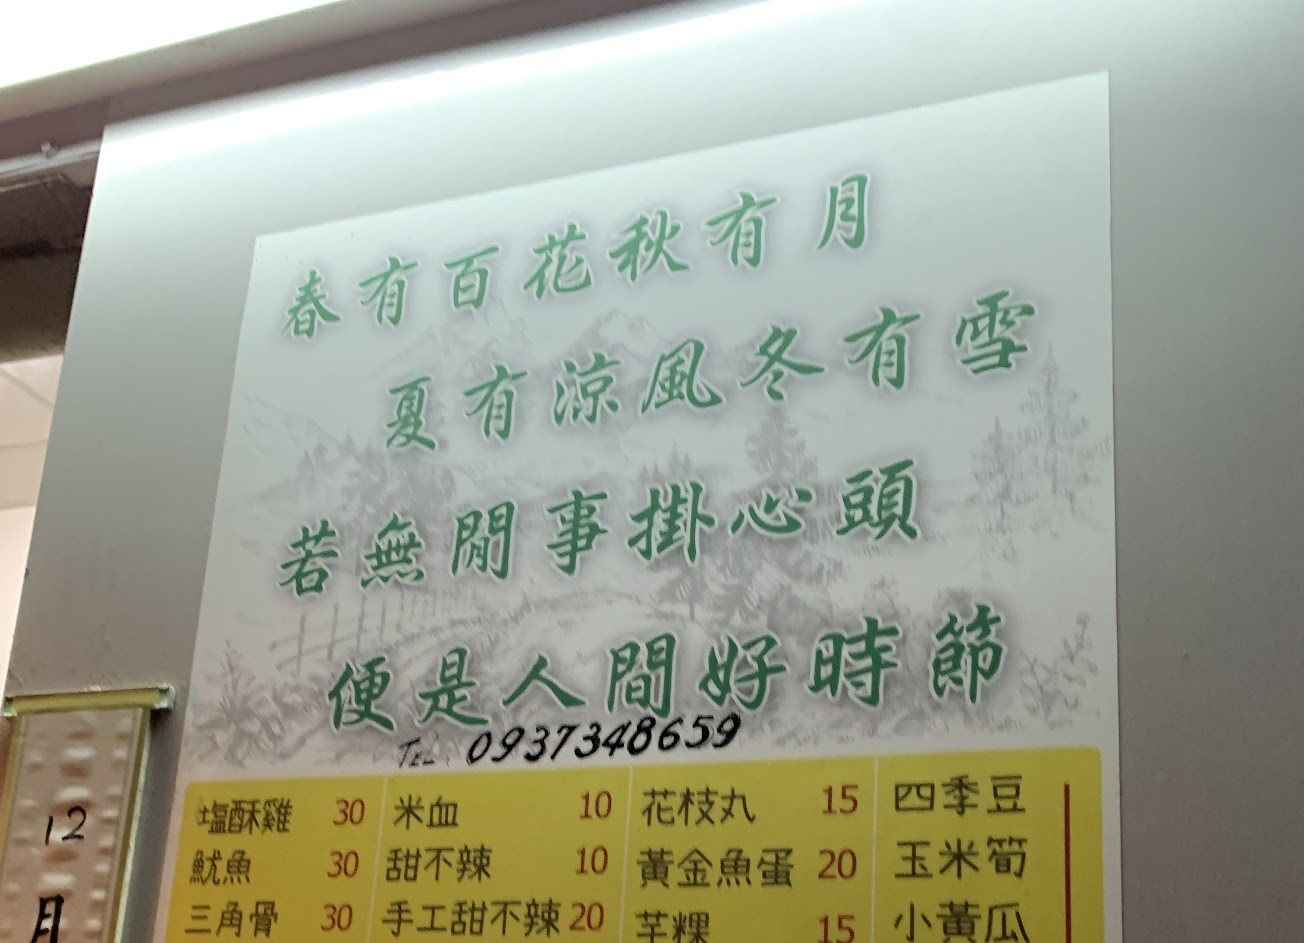 春有百花秋有月
夏有涼風冬有雪
若無閒事掛心頭
便是人間好時節
TEL: 0937348659
塩酥雞 30 米血 10 花枝丸 15 四季豆
魷魚 30 甜不辣 10 黃金魚蛋 20 玉米筍
三角骨 30 手工甜不辣 20 芋粿 15 小黃瓜
12
月